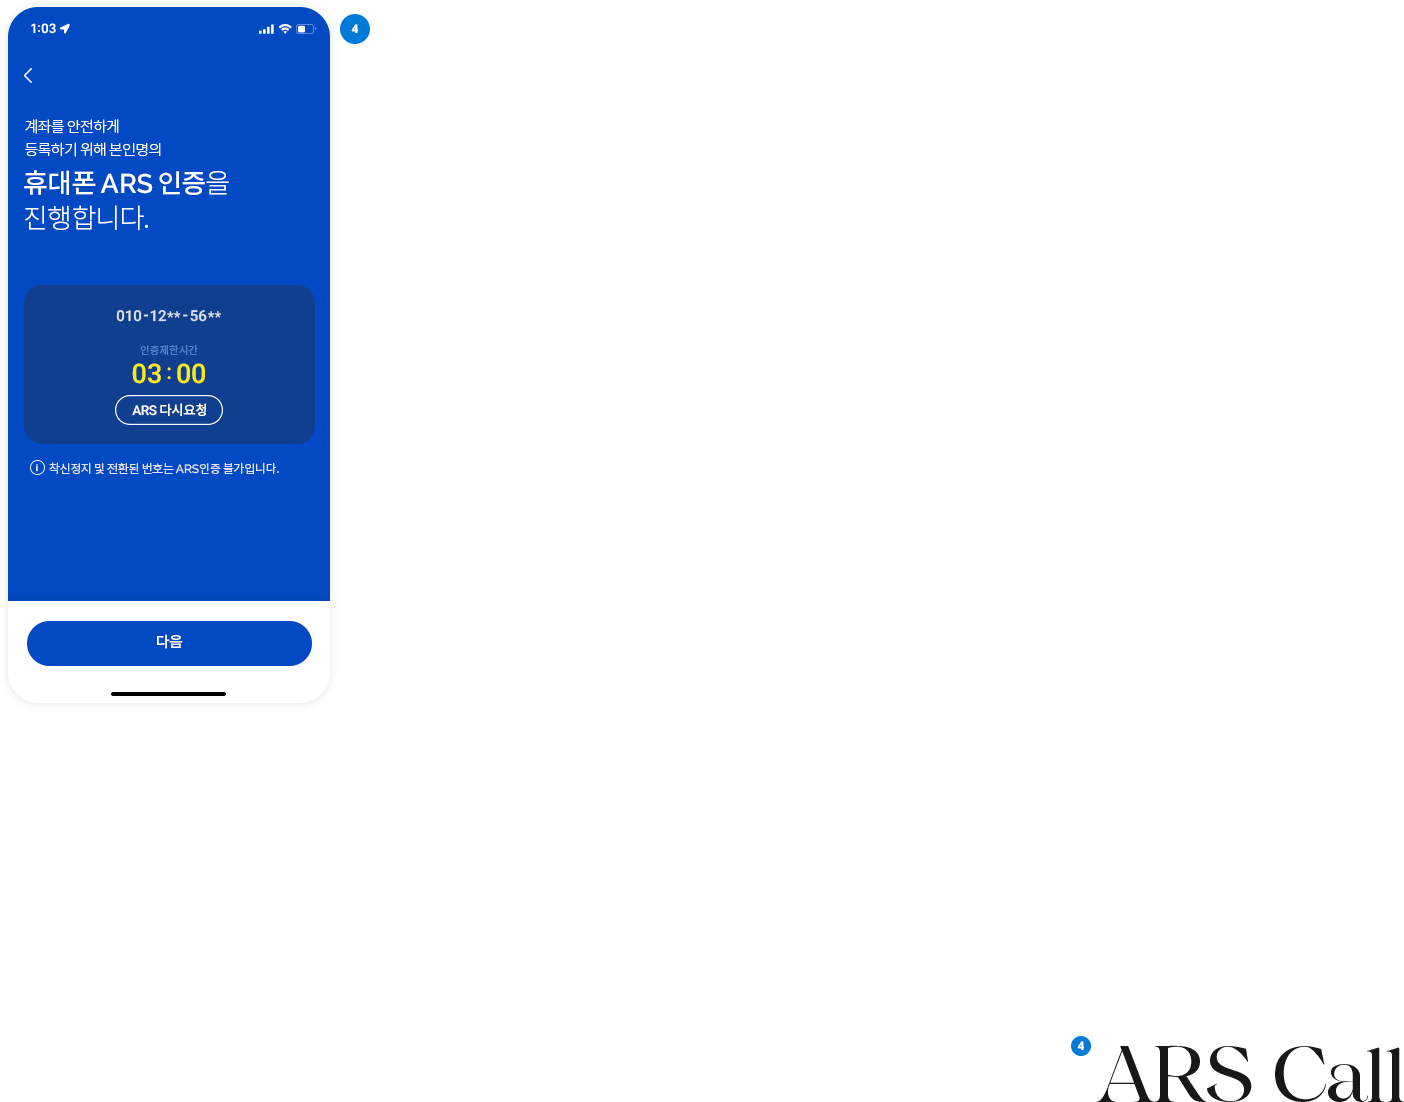 1:03
4
계좌를 안전하게
등록하기 위해 본인명의
휴대폰 ARS 인증을
진행합니다.
010-12**-56**
인증제한시간
03:00
ARS 다시요청
착신정지 및 전환된 번호는 ARS인증 불가입니다.
다음
4 ARS Call